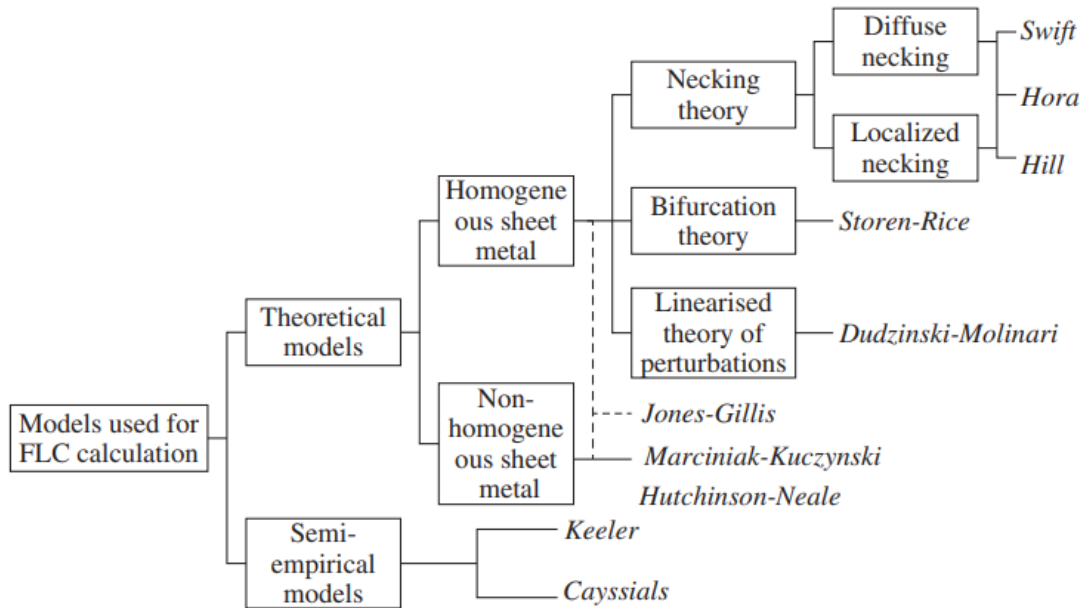 Diffuse
necking
Swift
Necking
theory
Hora
Localized
necking
Hill
Homogene
ous sheet
metal
Bifurcation
theory
Storen-Rice
Theoretical
models
Linearised
theory of
perturbations
Dudzinski-Molinari
Non-
homogene
ous sheet
metal
Jones-Gillis
Models used for
FLC calculation
Marciniak-Kuczynski
Hutchinson-Neale
Semi-
empirical
models
Keeler
Cayssials